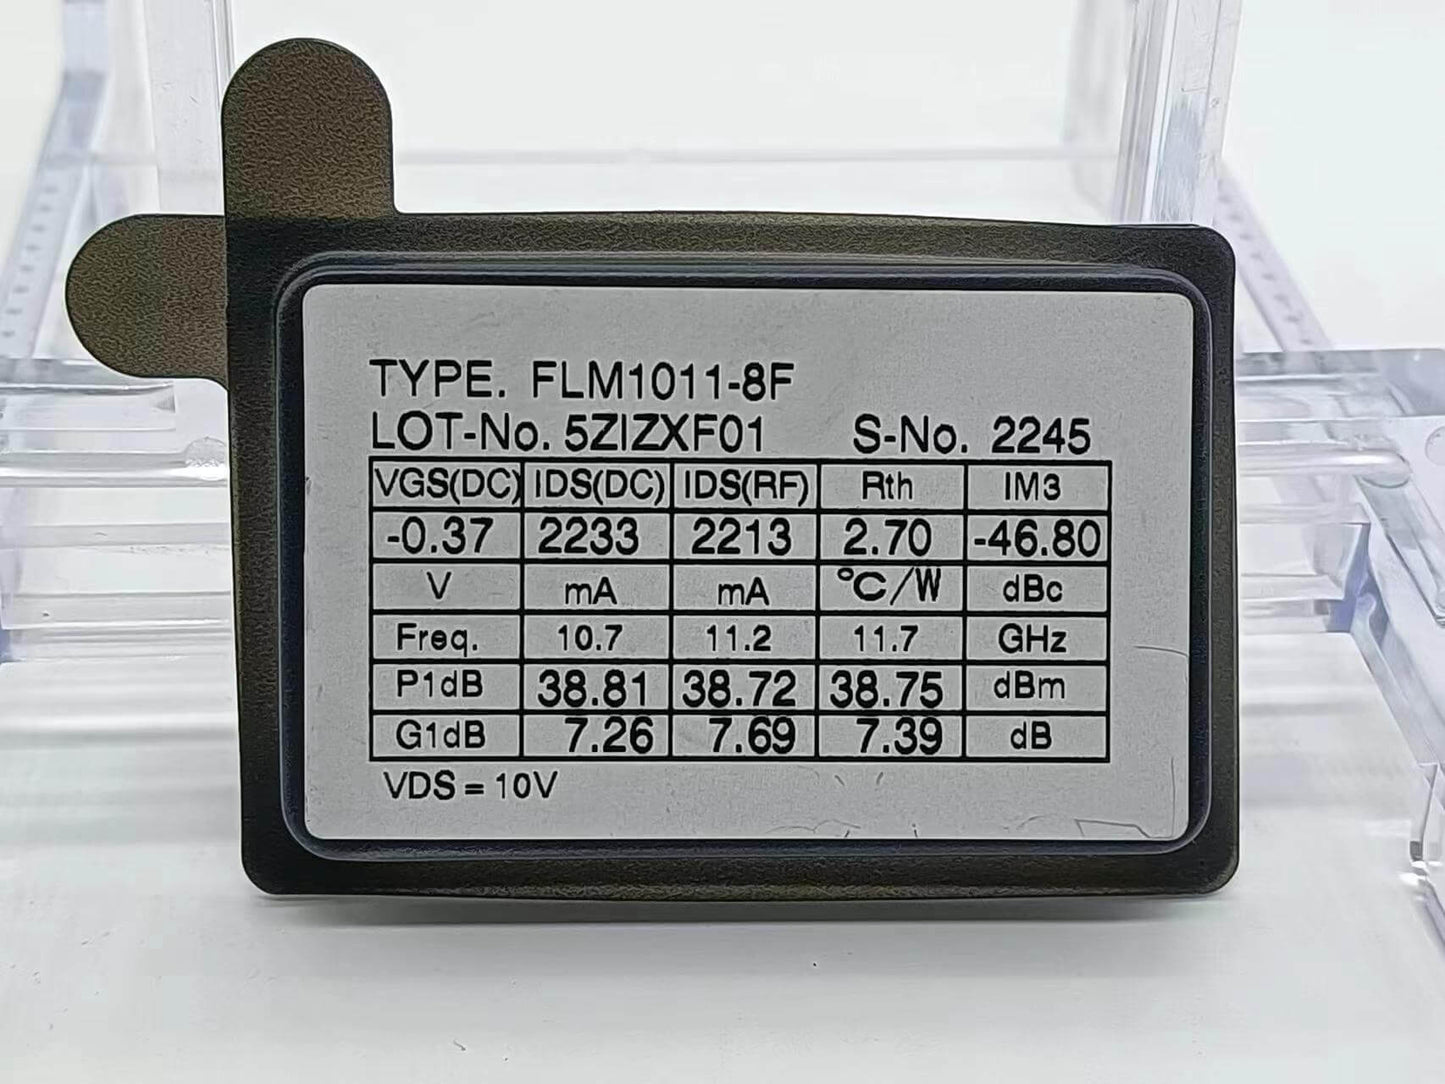 TYPE. FLM1011-8F
LOT-No. 5ZIZXF01 S-No. 2245
VGS(DC) IDS(DC) IDS(RF) Rth IM3
-0.37 2233 2213 2.70 -46.80
V mA mA °C/W dBc
Freq. 10.7 11.2 11.7 GHz
P1dB 38.81 38.72 38.75 dBm
G1dB 7.26 7.69 7.39 dB
VDS = 10V